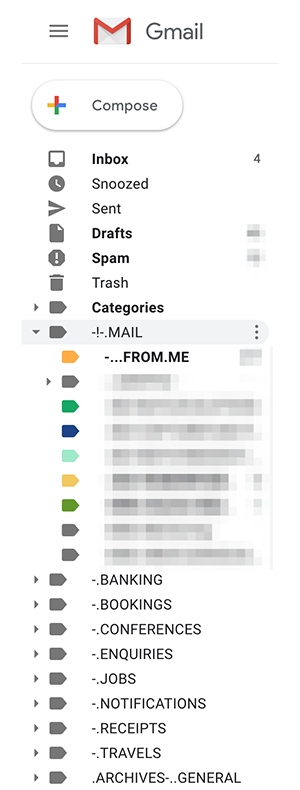 Gmail
Compose
Inbox 4
Snoozed
Sent
Drafts
Spam
Trash
Categories
-!-.MAIL
-...FROM.ME
-.BANKING
-.BOOKINGS
-.CONFERENCES
-.ENQUIRIES
-.JOBS
-.NOTIFICATIONS
-.RECEIPTS
-.TRAVELS
.ARCHIVES-..GENERAL